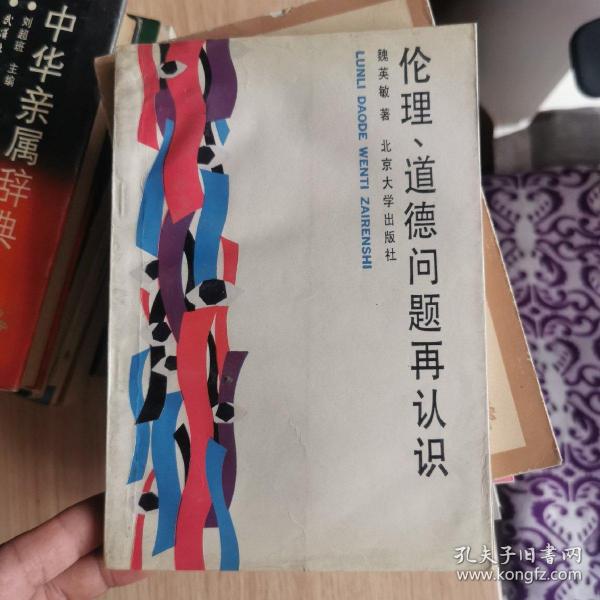 伦理、道德问题再认识
魏英敏 著 北京大学出版社
LUNLI DAODE WENTI ZAIRENSHI
中华亲属辞典
刘超班 主编
孔夫子旧书网
www.kongfz.com